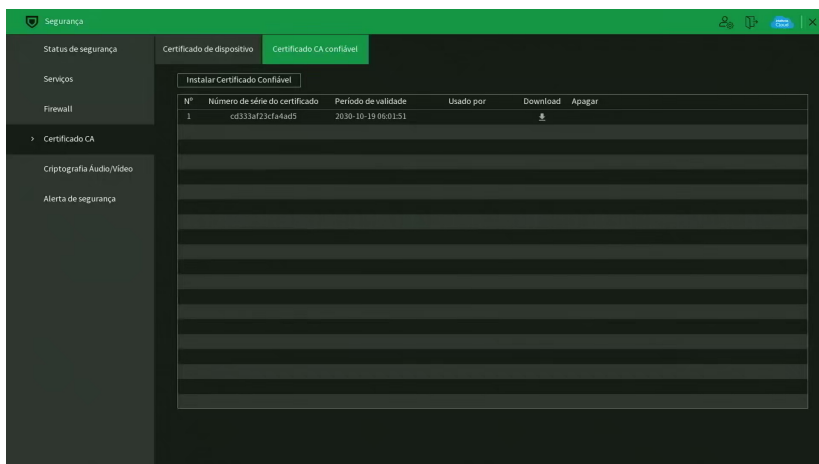 Segurança
Status de segurança
Serviços
Firewall
> Certificado CA
Criptografia Áudio/Vídeo
Alerta de segurança
Certificado de dispositivo Certificado CA confiável
Instalar Certificado Confiável
Nº Número de série do certificado Período de validade Usado por Download Apagar
1 cd333af23cfa4ad5 2030-10-19 06:01:51